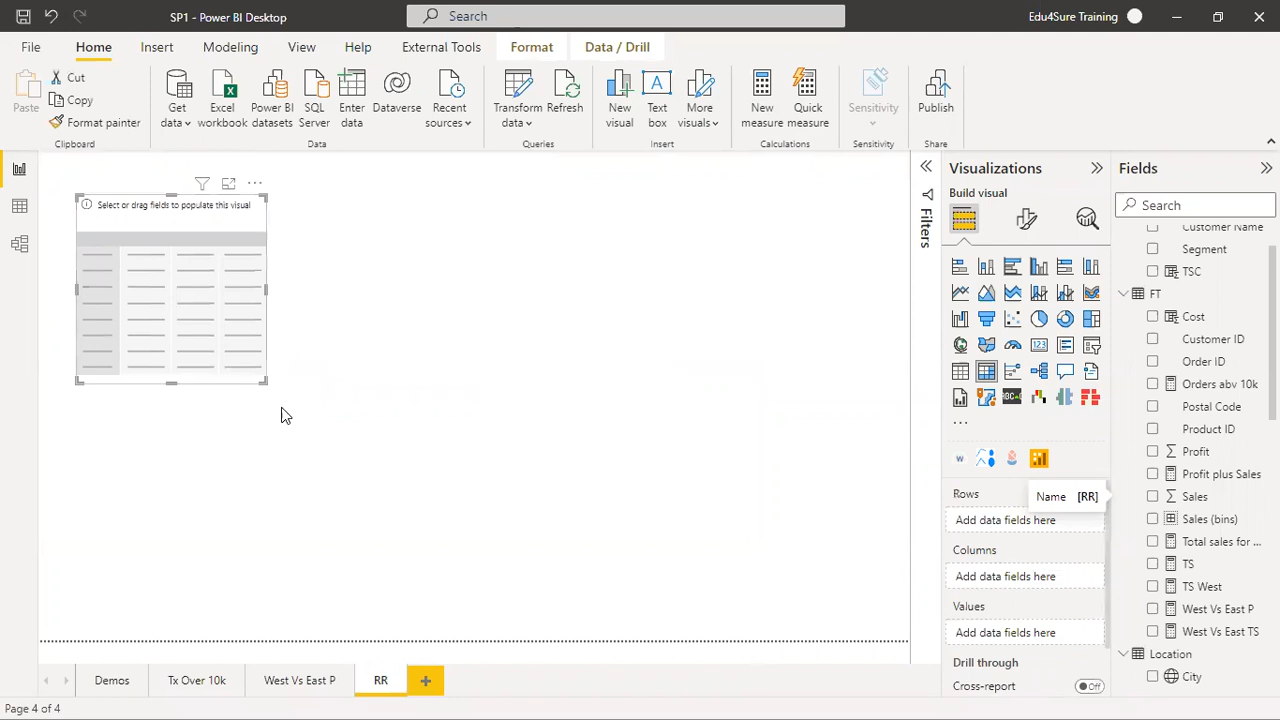 SP1 - Power BI Desktop
Search
Edu4Sure Training
File
Home
Insert
Modeling
View
Help
External Tools
Format
Data / Drill
Paste
Cut
Copy
Format painter
Clipboard
Get data
Excel workbook
Power BI datasets
SQL Server
Enter data
Dataverse
Recent sources
Data
Transform data
Refresh
Queries
New visual
Text box
More visuals
Insert
New measure
Quick measure
Calculations
Sensitivity
Sensitivity
Publish
Share
Select or drag fields to populate this visual
Filters
Visualizations
Build visual
Rows
Name [RR]
Add data fields here
Columns
Add data fields here
Values
Add data fields here
Drill through
Cross-report
Off
Fields
Search
Customer Name
Segment
TSC
FT
Cost
Customer ID
Order ID
Orders abv 10k
Postal Code
Product ID
Profit
Profit plus Sales
Sales
Sales (bins)
Total sales for ...
TS
TS West
West Vs East P
West Vs East TS
Location
City
Demos
Tx Over 10k
West Vs East P
RR
Page 4 of 4